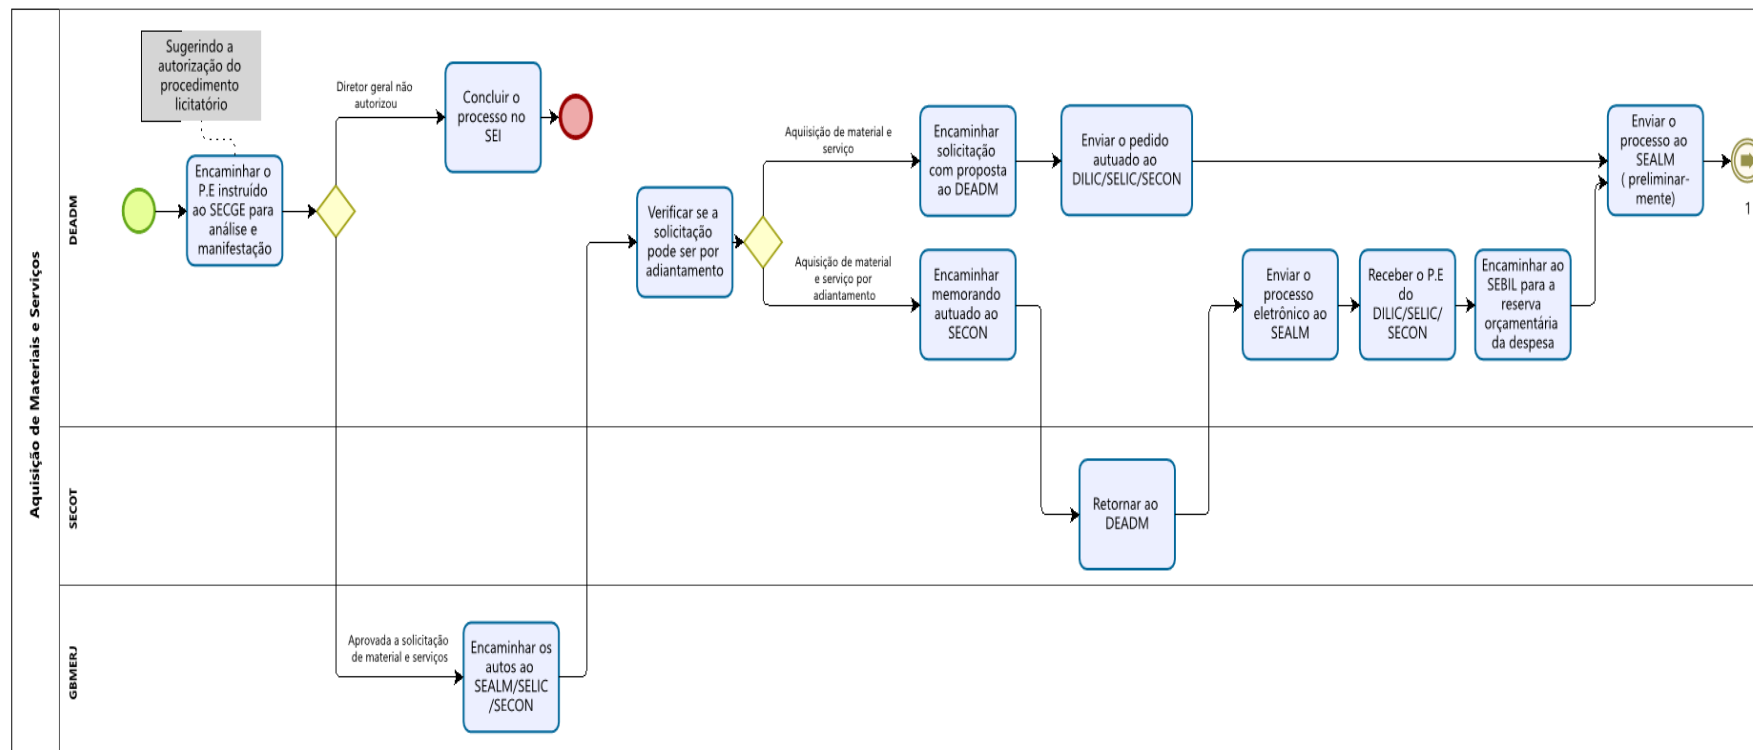 Aquisição de Materiais e Serviços
DEADM
SECOT
GBMERJ
Sugerindo a
autorização do
procedimento
licitatório
Encaminhar o
P.E instruído
ao SECGE para
análise e
manifestação
Diretor geral não
autorizou
Concluir o
processo no
SEI
Aprovada a solicitação
de material e serviços
Encaminhar os
autos ao
SEALM/SELIC
/SECON
Verificar se a
solicitação
pode ser por
adiantamento
Aquiisição de material e
serviço
Encaminhar
solicitação
com proposta
ao DEADM
Enviar o pedido
autuado ao
DILIC/SELIC/SECON
Aquisição de material
e serviço por
adiantamento
Encaminhar
memorando
autuado ao
SECON
Retornar ao
DEADM
Enviar o
processo
eletrônico ao
SEALM
Receber o P.E
do
DILIC/SELIC/
SECON
Encaminhar ao
SEBIL para a
reserva
orçamentária
da despesa
Enviar o
processo ao
SEALM
( preliminar-
mente)
1